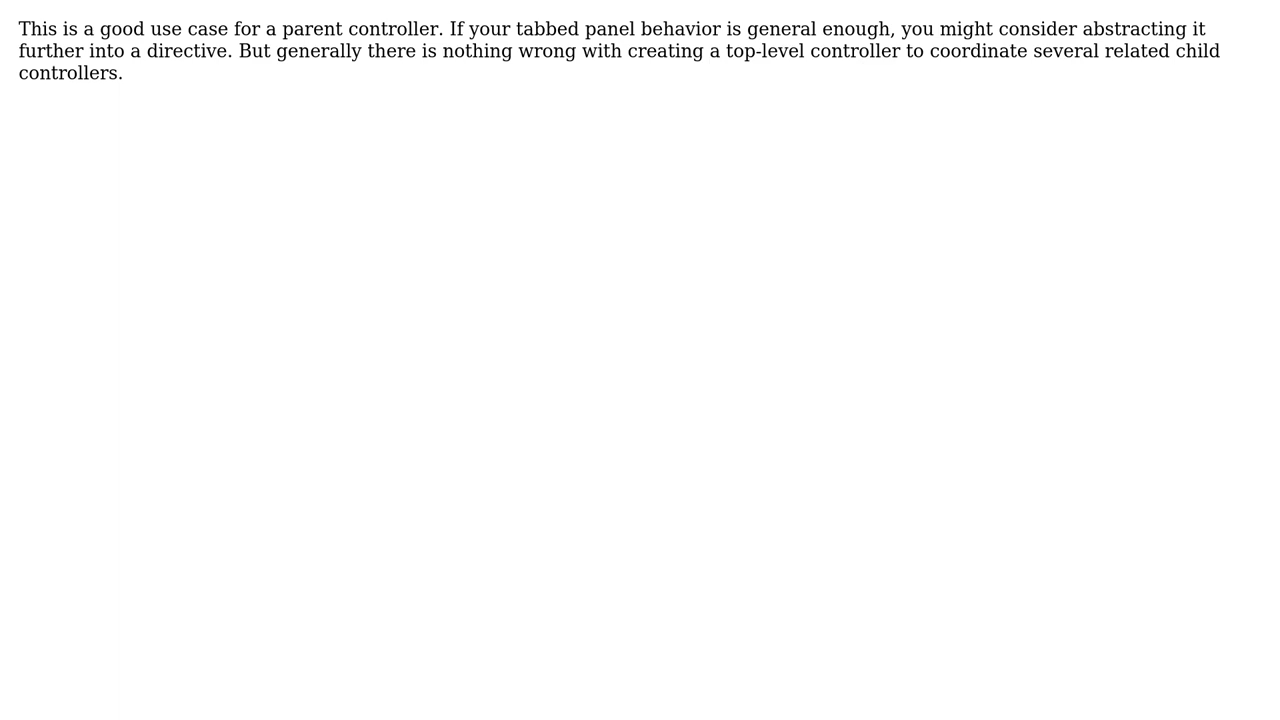 This is a good use case for a parent controller. If your tabbed panel behavior is general enough, you might consider abstracting it
further into a directive. But generally there is nothing wrong with creating a top-level controller to coordinate several related child
controllers.